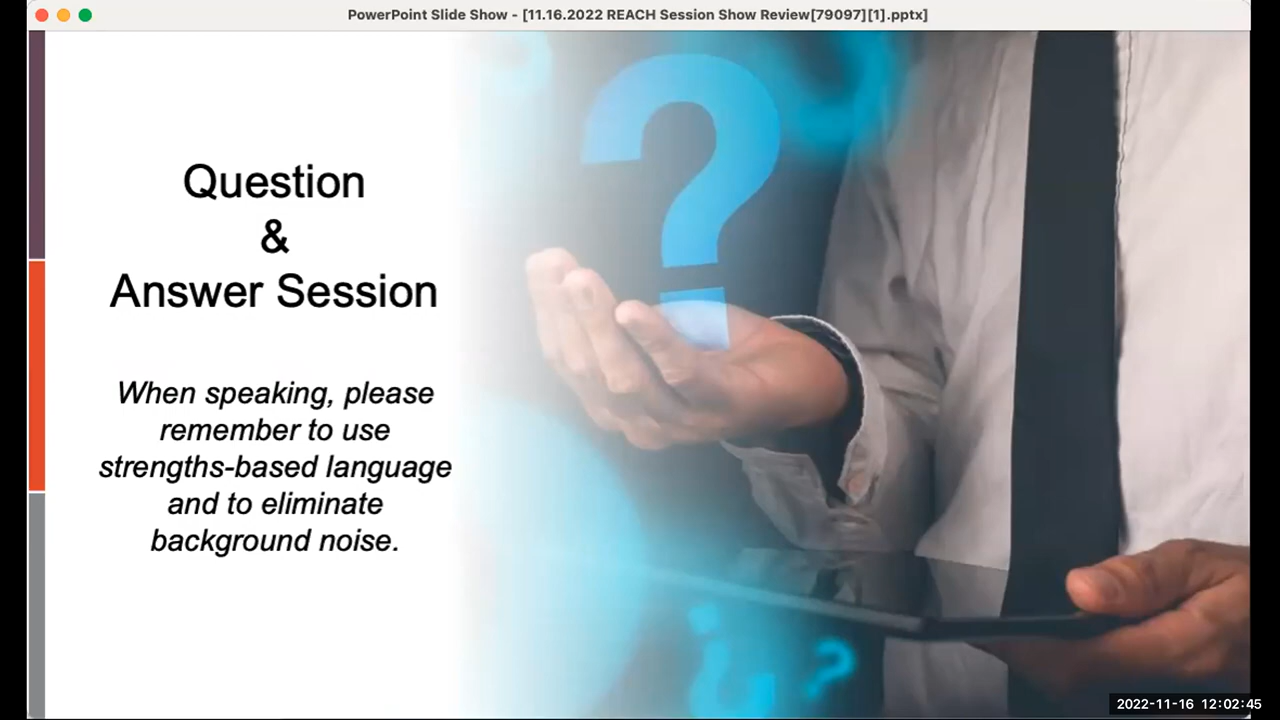 PowerPoint Slide Show - [11.16.2022 REACH Session Show Review[79097][1].pptx]
Question
&
Answer Session
When speaking, please
remember to use
strengths-based language
and to eliminate
background noise.
?
?
2022-11-16 12:02:45